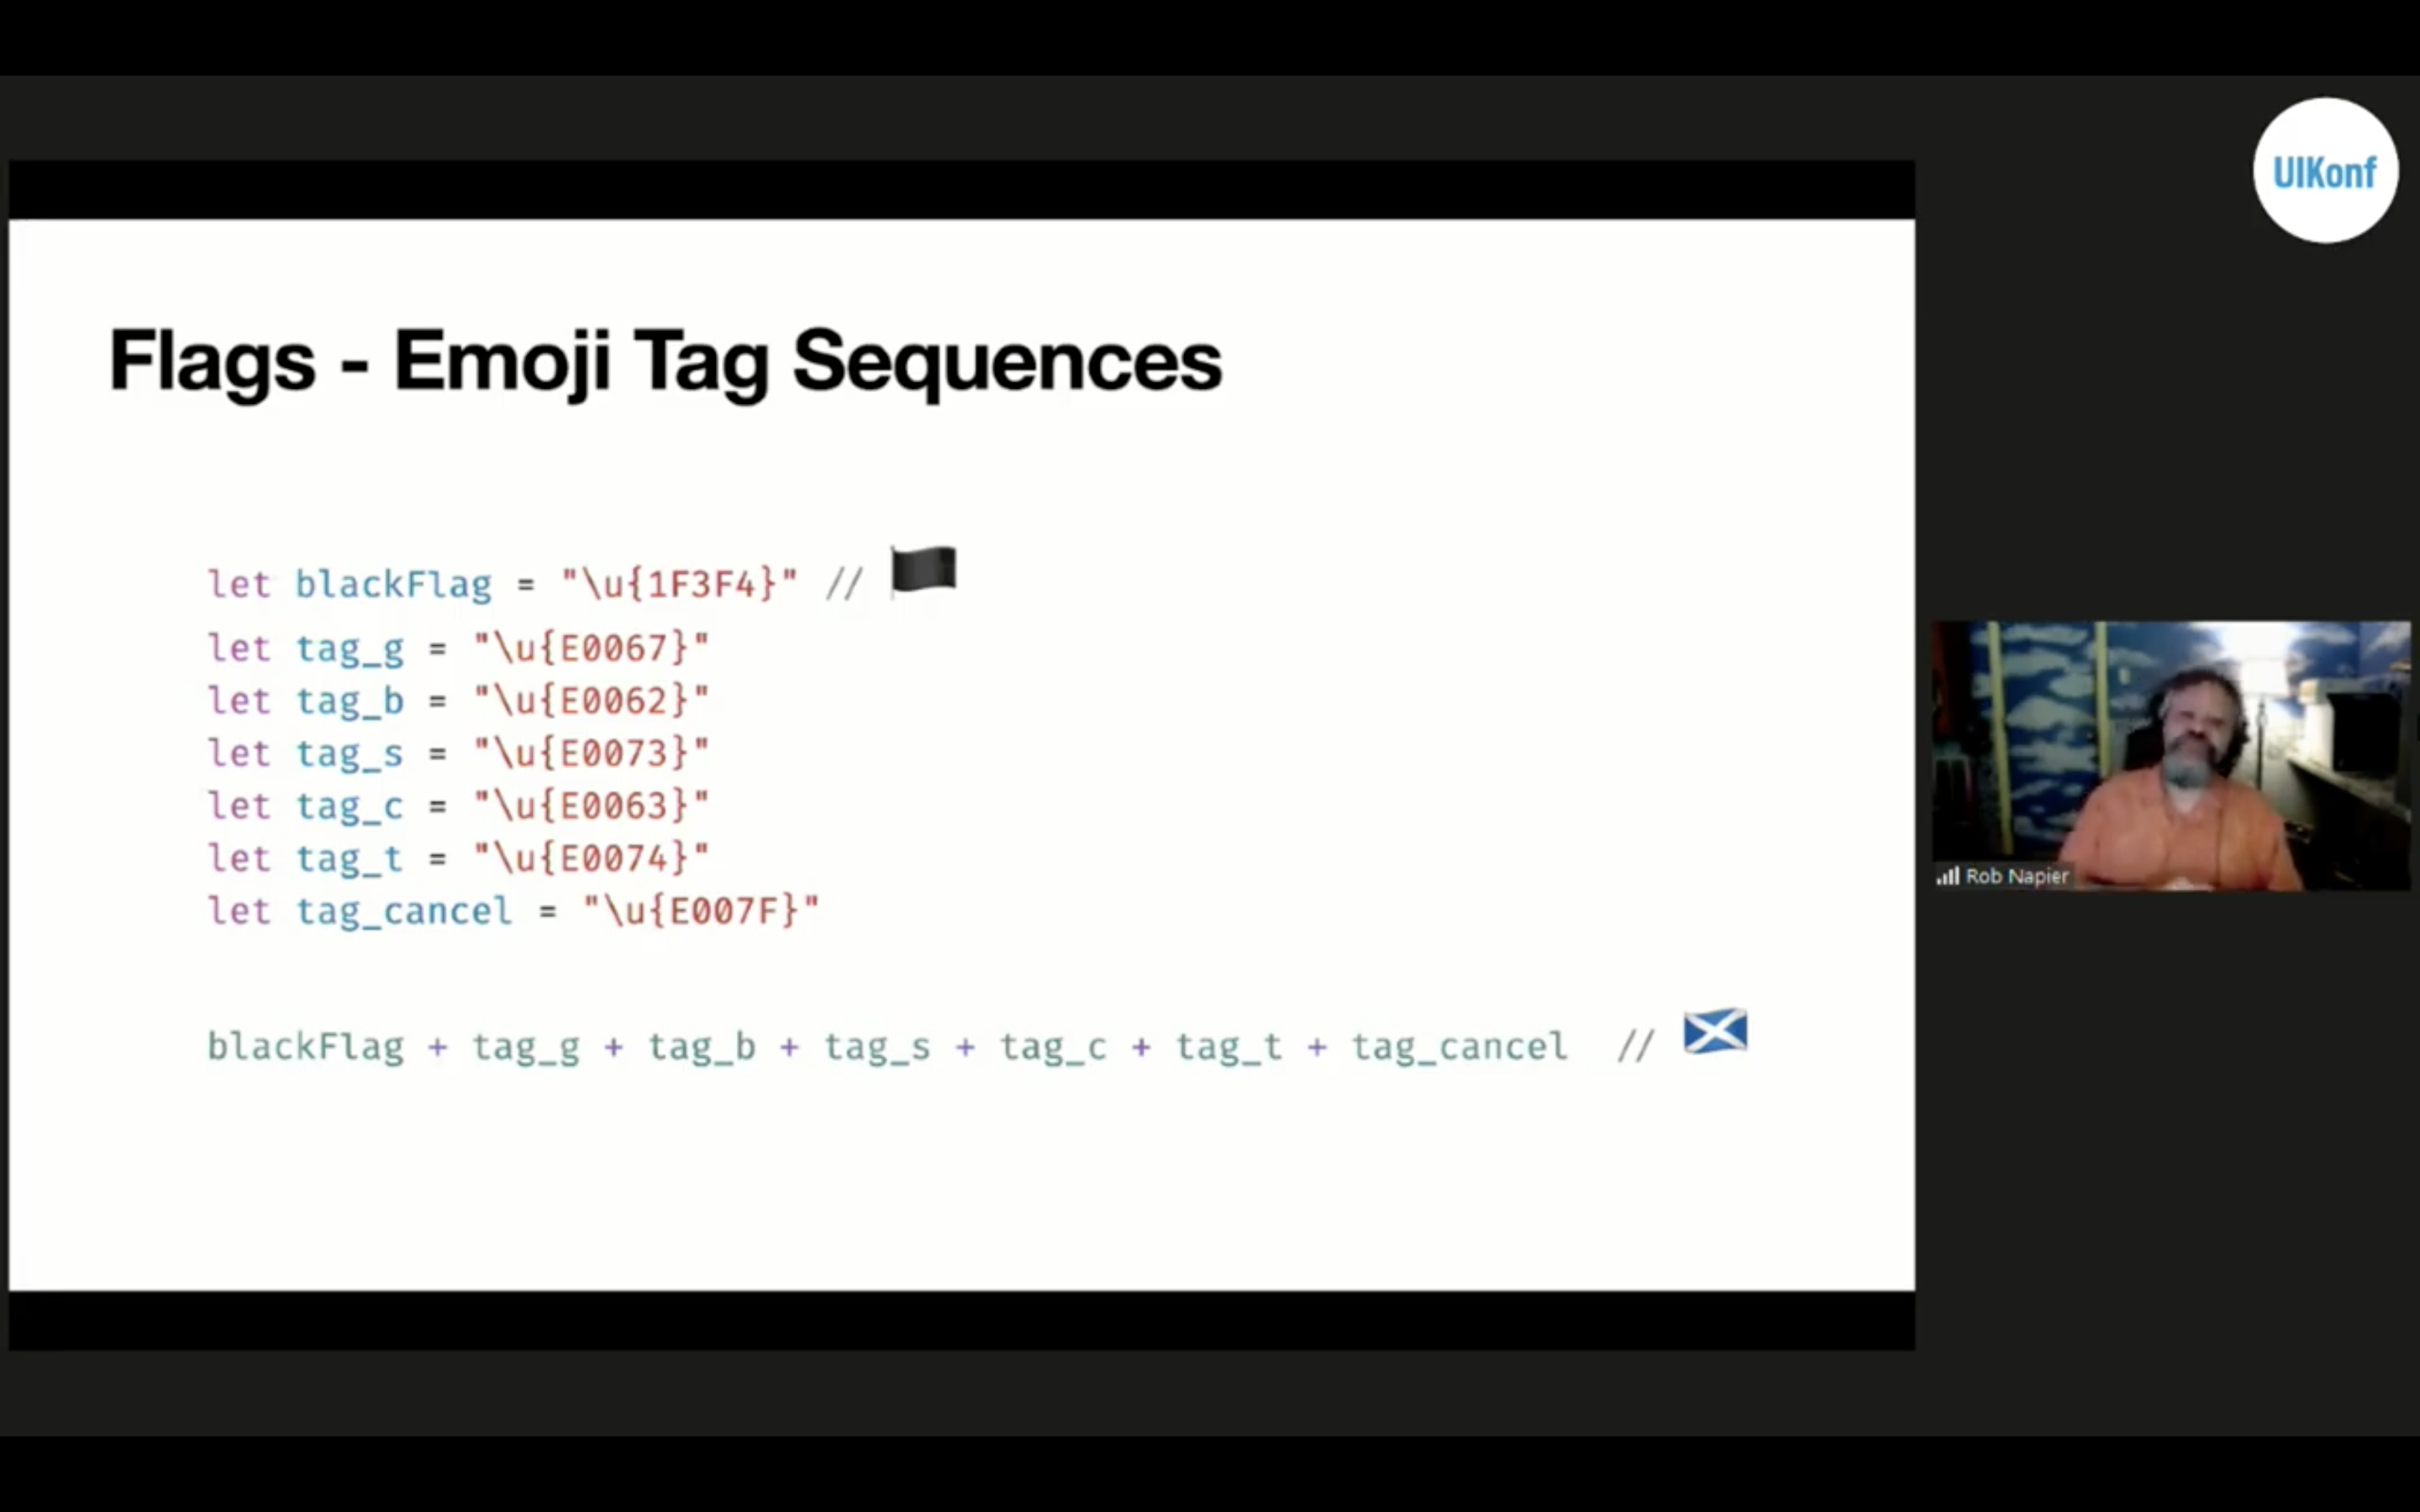 UIKonf
Flags - Emoji Tag Sequences
let blackFlag = "\u{1F3F4}" // 🏴
let tag_g = "\u{E0067}"
let tag_b = "\u{E0062}"
let tag_s = "\u{E0073}"
let tag_c = "\u{E0063}"
let tag_t = "\u{E0074}"
let tag_cancel = "\u{E007F}"
blackFlag + tag_g + tag_b + tag_s + tag_c + tag_t + tag_cancel // 🏴󠁧󠁢󠁳󠁣󠁴󠁿
Rob Napier